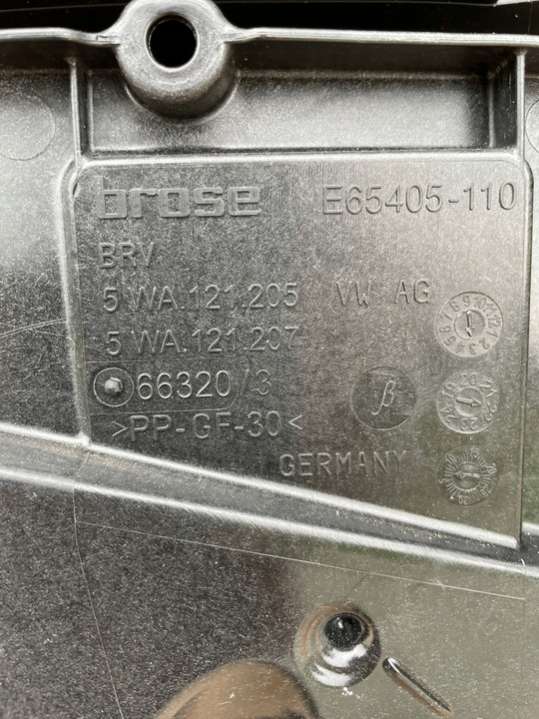 brose E65405-110
BRV
5 WA.121.205 VW AG
5 WA.121.207
66320/3 β
>PP-GF-30<
GERMANY